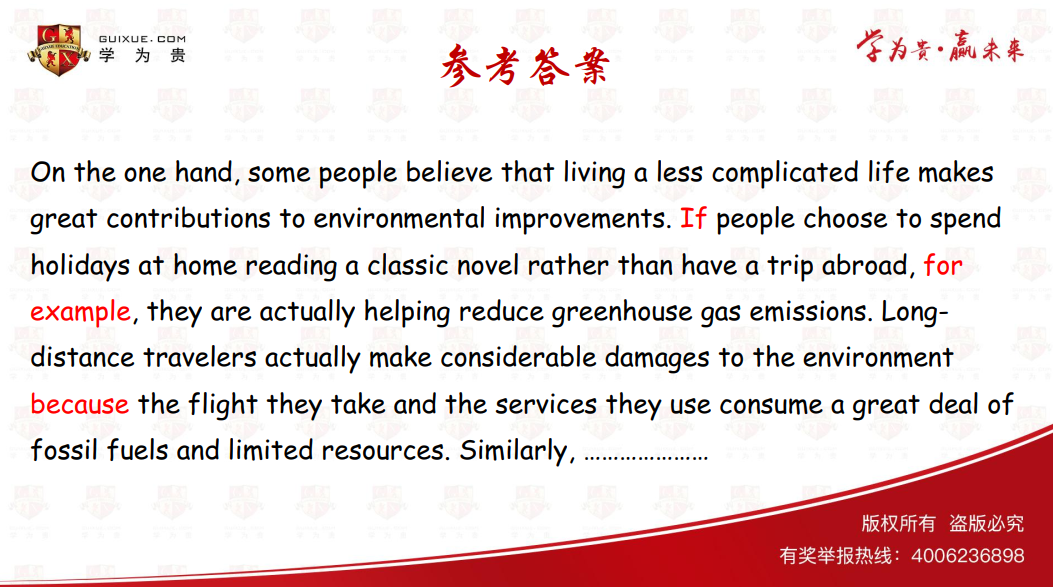 GUIXUE.COM
学为贵
学为贵·赢未来
参考答案
On the one hand, some people believe that living a less complicated life makes
great contributions to environmental improvements. If people choose to spend
holidays at home reading a classic novel rather than have a trip abroad, for
example, they are actually helping reduce greenhouse gas emissions. Long-
distance travelers actually make considerable damages to the environment
because the flight they take and the services they use consume a great deal of
fossil fuels and limited resources. Similarly, …………………
版权所有 盗版必究
有奖举报热线：4006236898